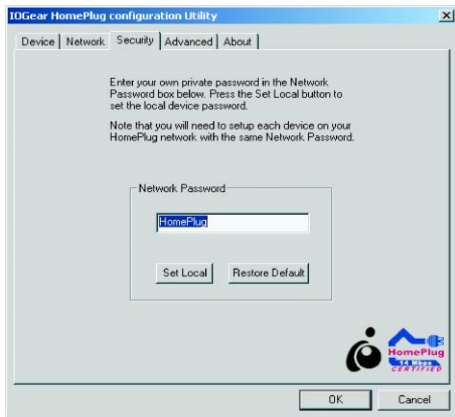 IOGear HomePlug configuration Utility
Device Network Security Advanced About
Enter your own private password in the Network
Password box below. Press the Set Local button to
set the local device password.
Note that you will need to setup each device on your
HomePlug network with the same Network Password.
Network Password
HomePlug
Set Local Restore Default
HomePlug
14 Mbps
CERTIFIED
OK Cancel